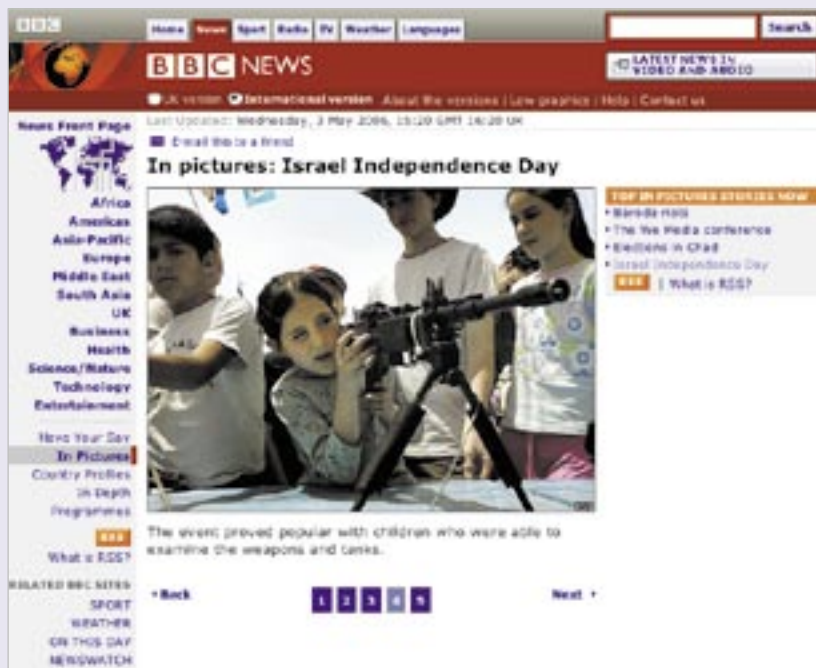 BBC
Home News Sport Radio TV Weather Languages
Search
BBC NEWS
LATEST NEWS IN
VIDEO AND AUDIO
UK version International version About the versions | Low graphics | Help | Contact us
News Front Page
Africa
Americas
Asia-Pacific
Europe
Middle East
South Asia
UK
Business
Health
Science/Nature
Technology
Entertainment
Have Your Say
In Pictures
Country Profiles
In Depth
Programmes
RSS
What is RSS?
RELATED BBC SITES
SPORT
WEATHER
ON THIS DAY
NEWSWATCH
Last Updated: Wednesday, 3 May 2006, 15:20 GMT 16:20 UK
E-mail this to a friend
In pictures: Israel Independence Day
The event proved popular with children who were able to
examine the weapons and tanks.
Back
1 2 3 4 5
Next
TOP IN PICTURES STORIES NOW
The We Media conference
Elections in Chad
Israel Independence Day
RSS | What is RSS?